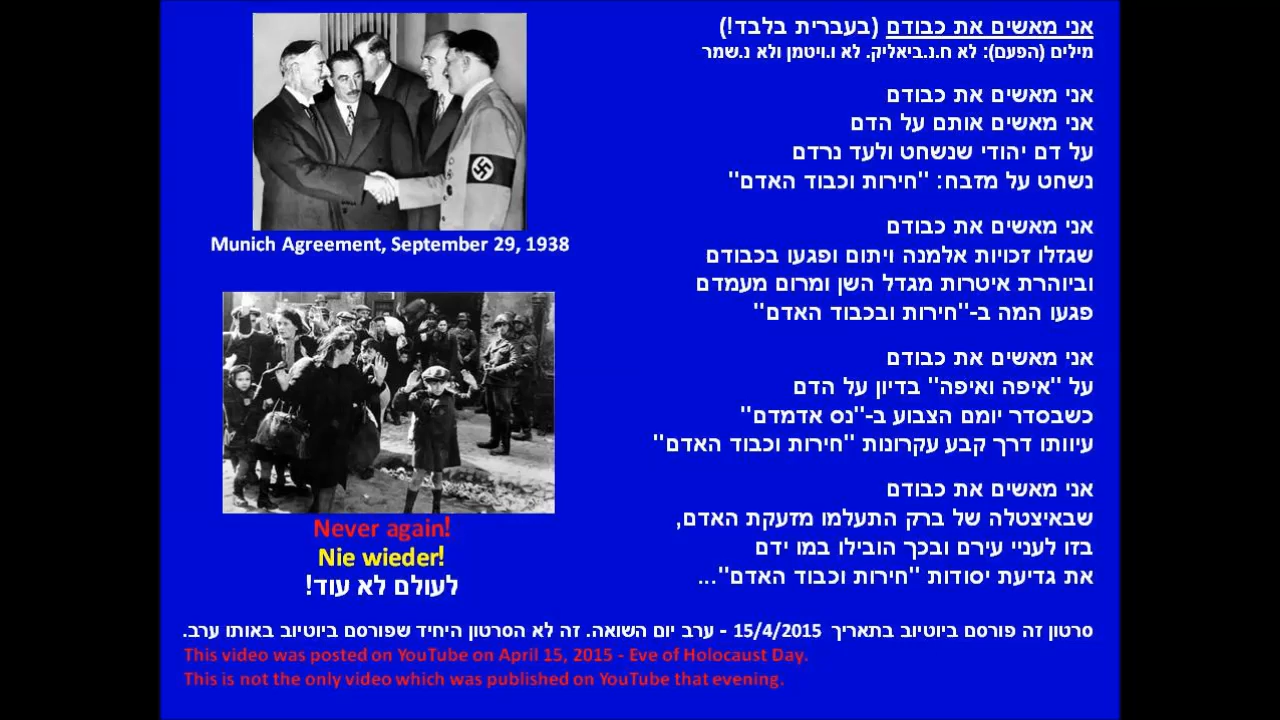 אני מאשים את כבודם (בעברית בלבד!)
מילים (הפעם): לא ח.נ.ביאליק. לא ו.ויטמן ולא נ.שמר
אני מאשים את כבודם
אני מאשים אותם על הדם
על דם יהודי שנשחט ולעד נרדם
נשחט על מזבח: "חירות וכבוד האדם"
אני מאשים את כבודם
שגזלו זכויות אלמנה ויתום ופגעו בכבודם
וביוהרת איטרות מגדל השן ומרום מעמדם
פגעו המה ב-"חירות ובכבוד האדם"
אני מאשים את כבודם
על "איפה ואיפה" בדיון על הדם
כשבסדר יומם הצבוע ב-"נס אדמדם"
עיוותו דרך קבע עקרונות "חירות וכבוד האדם"
אני מאשים את כבודם
שבאיצטלה של ברק התעלמו מזעקת האדם,
בזו לעניי עירם ובכך הובילו במו ידם
את גדיעת יסודות "חירות וכבוד האדם"...
Munich Agreement, September 29, 1938
Never again!
Nie wieder!
לעולם לא עוד!
סרטון זה פורסם ביוטיוב בתאריך 15/4/2015 - ערב יום השואה. זה לא הסרטון היחיד שפורסם ביוטיוב באותו ערב.
This video was posted on YouTube on April 15, 2015 - Eve of Holocaust Day.
This is not the only video which was published on YouTube that evening.